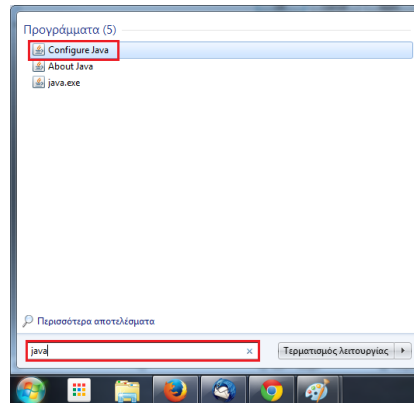 Προγράμματα (5)
Configure Java
About Java
java.exe
Περισσότερα αποτελέσματα
java
Τερματισμός λειτουργίας